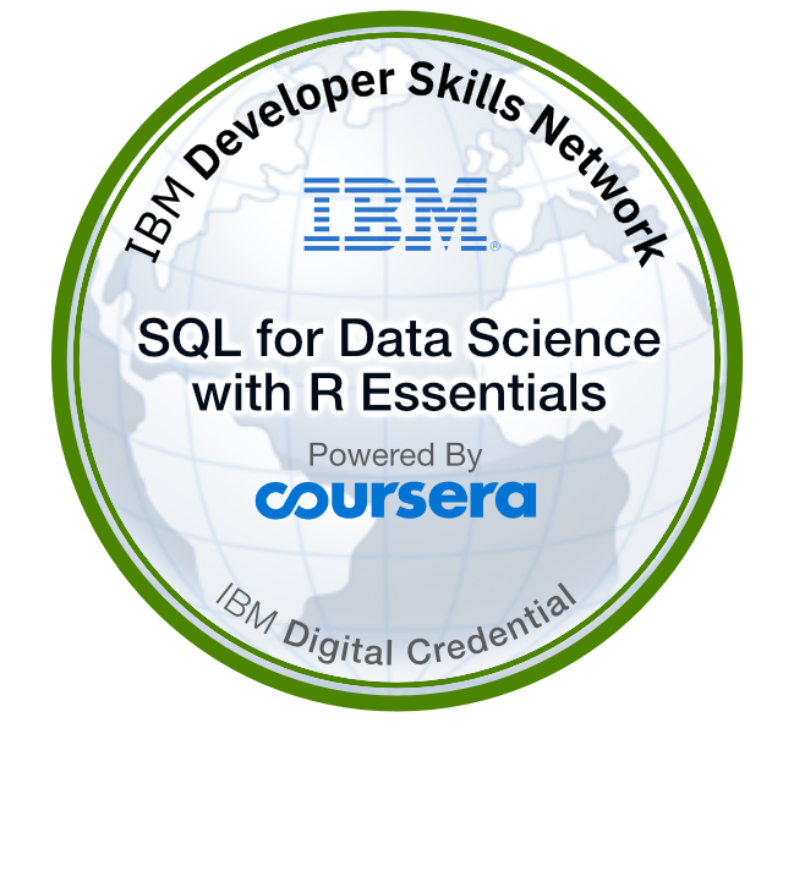 IBM Developer Skills Network
IBM®
SQL for Data Science
with R Essentials
Powered By
coursera
IBM Digital Credential